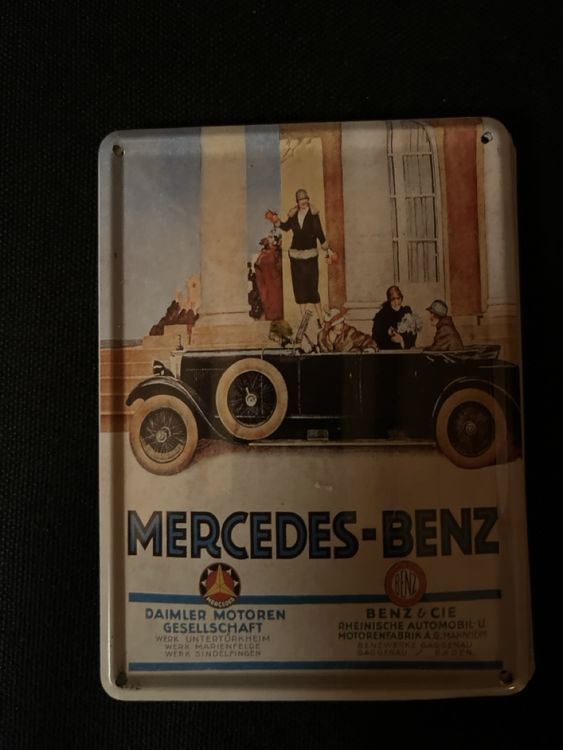 MERCEDES-BENZ
MERCEDES
BENZ
DAIMLER MOTOREN
GESELLSCHAFT
WERK UNTERTÜRKHEIM
WERK MARIENFELDE
WERK SINDELFINGEN
BENZ & CIE
RHEINISCHE AUTOMOBIL- U
MOTORENFABRIK A.G. MANNHEIM
BENZWERKE GAGGENAU
GAGGENAU BADEN